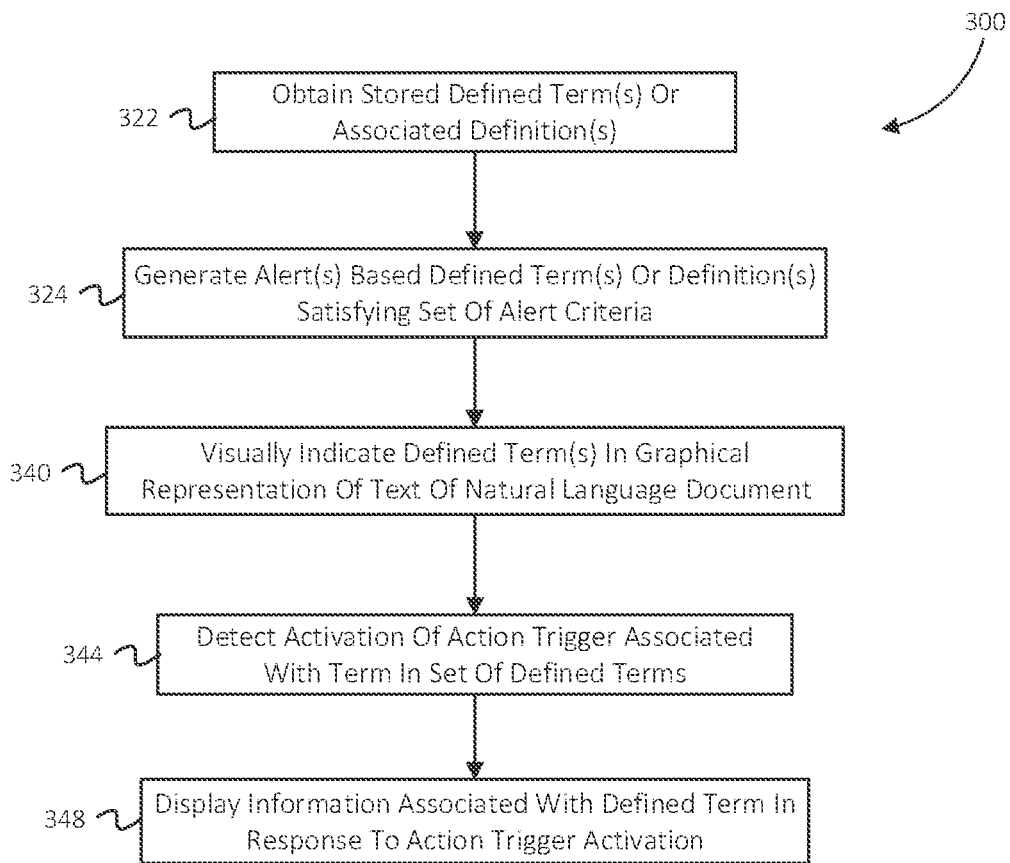 300
322
Obtain Stored Defined Term(s) Or
Associated Definition(s)
324
Generate Alert(s) Based Defined Term(s) Or Definition(s)
Satisfying Set Of Alert Criteria
340
Visually Indicate Defined Term(s) In Graphical
Representation Of Text Of Natural Language Document
344
Detect Activation Of Action Trigger Associated
With Term In Set Of Defined Terms
348
Display Information Associated With Defined Term In
Response To Action Trigger Activation